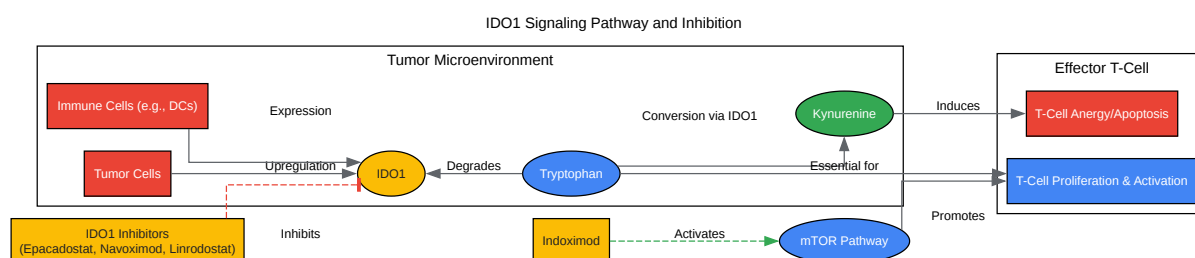 IDO1 Signaling Pathway and Inhibition
Tumor Microenvironment
Effector T-Cell
Immune Cells (e.g., DCs)
Expression
Conversion via IDO1
Kynurenine
Induces
T-Cell Anergy/Apoptosis
Tumor Cells
Upregulation
IDO1
Degrades
Tryptophan
Essential for
T-Cell Proliferation & Activation
IDO1 Inhibitors
(Epacadostat, Navoximod, Linrodostat)
Inhibits
Indoximod
Activates
mTOR Pathway
Promotes